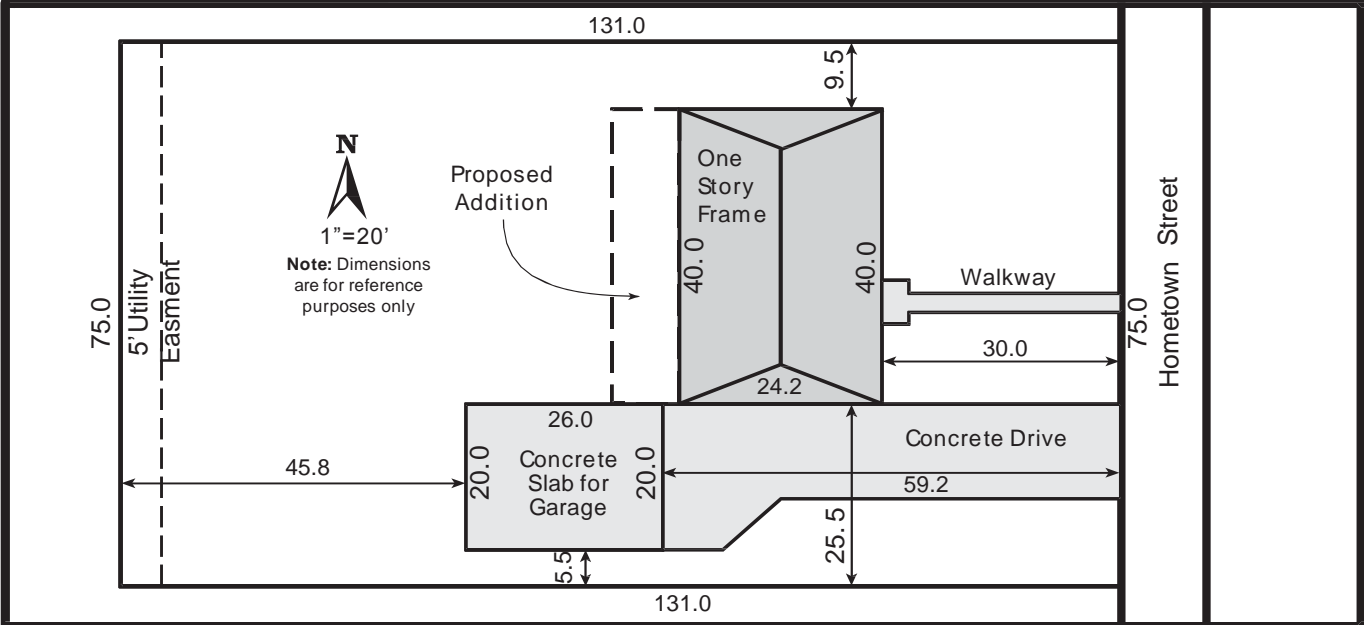 131.0
9.5
N
1”=20’
Note: Dimensions
are for reference
purposes only
Proposed
Addition
One
Story
Frame
40.0
40.0
Walkway
30.0
24.2
75.0
5’ Utility
Easment
75.0
Hometown Street
26.0
20.0
Concrete
Slab for
Garage
20.0
45.8
Concrete Drive
59.2
25.5
5.5
131.0